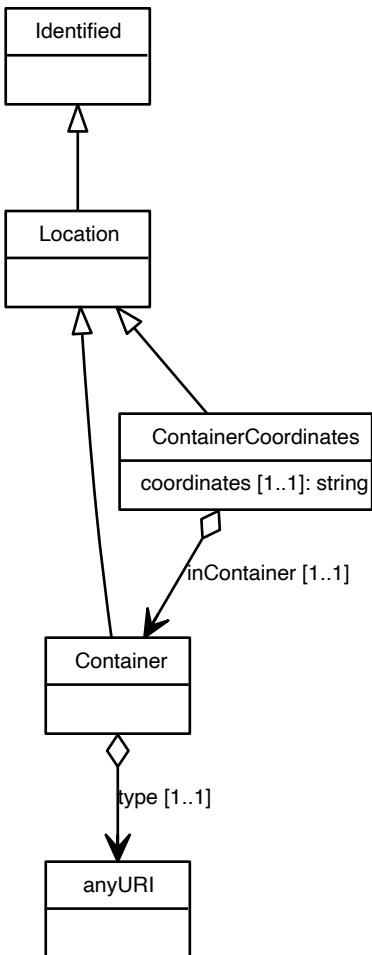 Identified
Location
ContainerCoordinates
coordinates [1..1]: string
inContainer [1..1]
Container
type [1..1]
anyURI